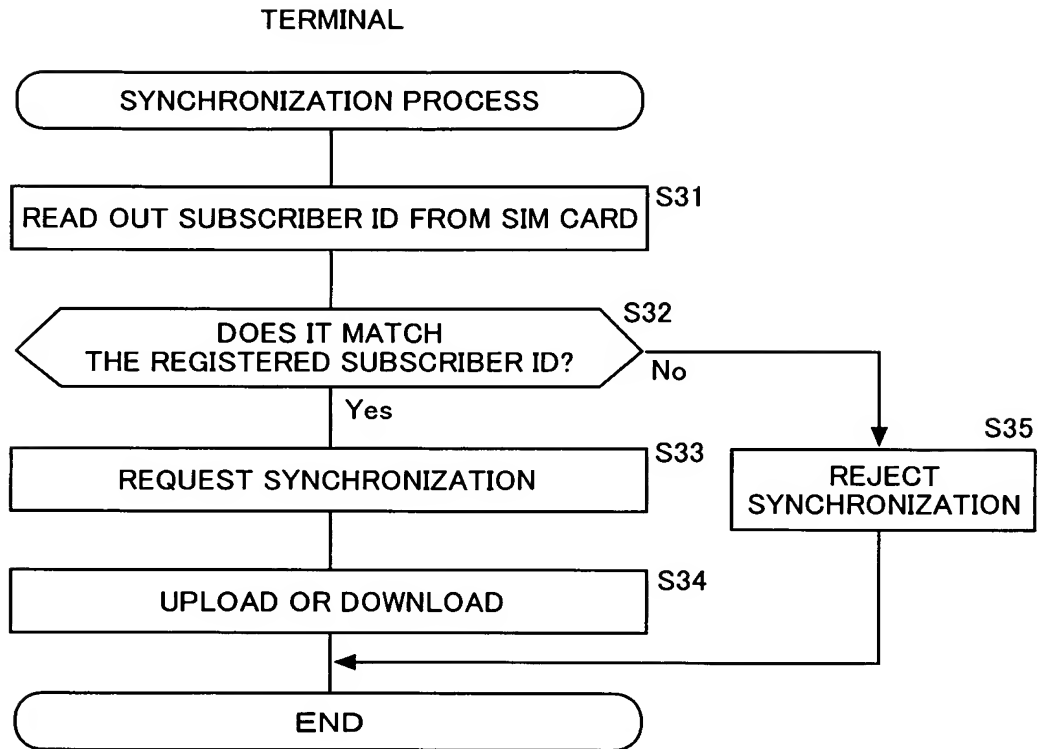 TERMINAL
SYNCHRONIZATION PROCESS
S31
READ OUT SUBSCRIBER ID FROM SIM CARD
S32
DOES IT MATCH
THE REGISTERED SUBSCRIBER ID?
No
Yes
S33
REQUEST SYNCHRONIZATION
S35
REJECT
SYNCHRONIZATION
S34
UPLOAD OR DOWNLOAD
END